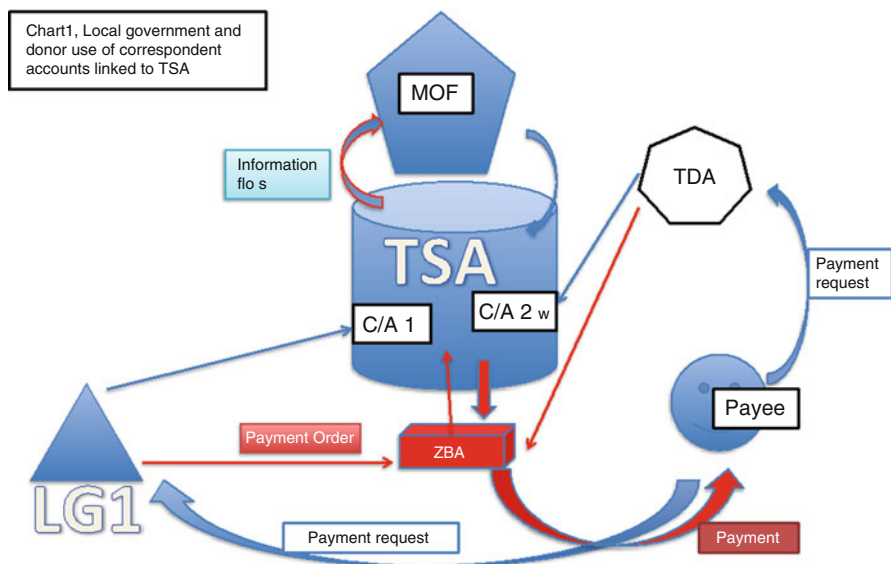 Chart1, Local government and
donor use of correspondent
accounts linked to TSA
MOF
Information
flo s
TDA
TSA
Payment
request
C/A 1
C/A 2 w
Payee
Payment Order
ZBA
LG1
Payment request
Payment